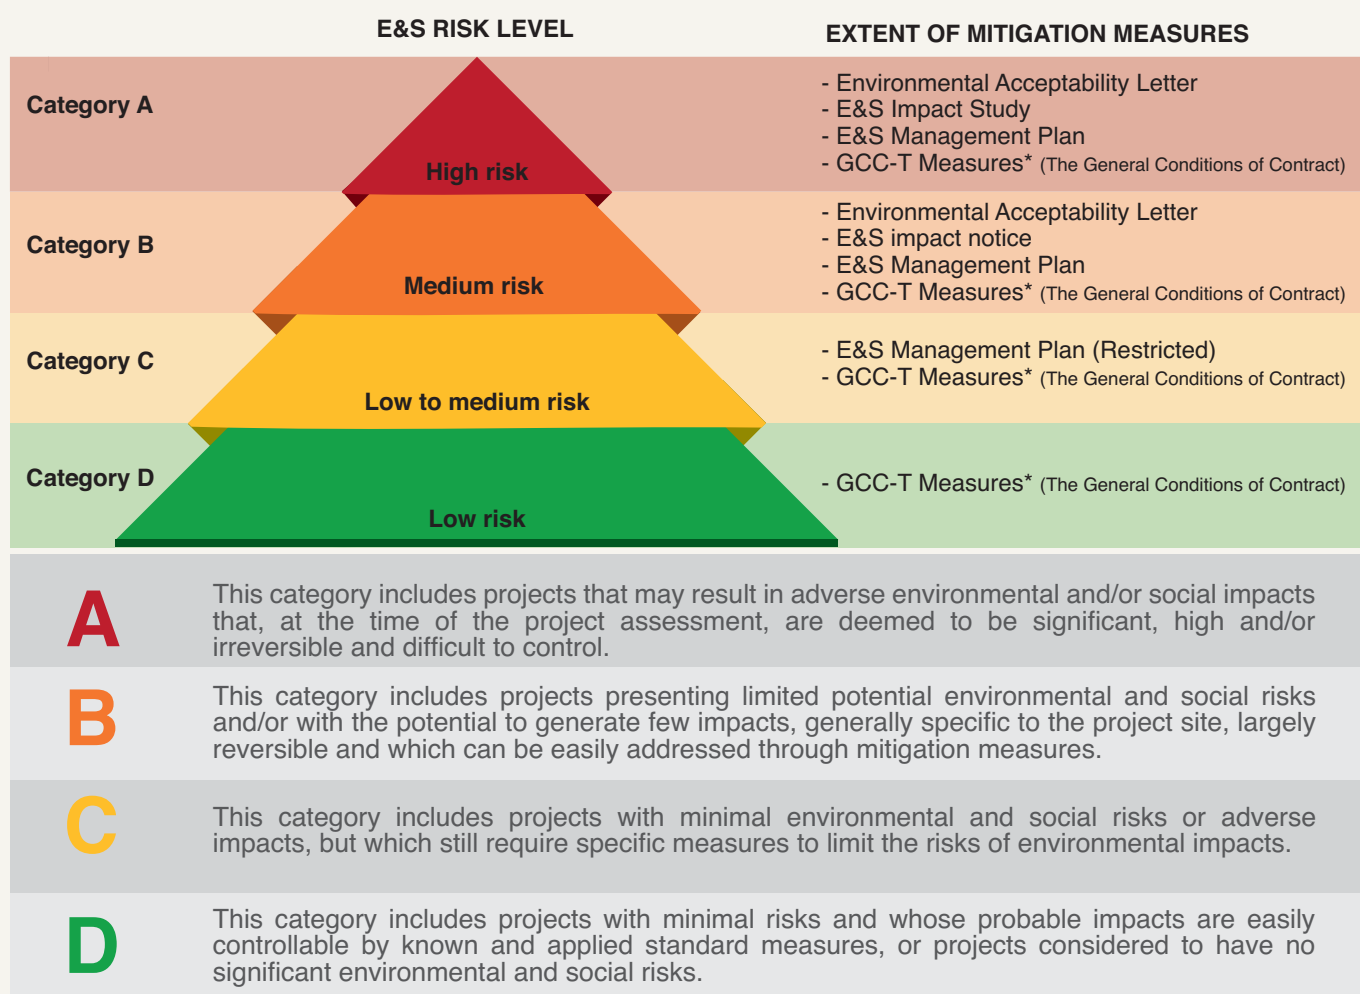 E&S RISK LEVEL
EXTENT OF MITIGATION MEASURES
Category A
High risk
- Environmental Acceptability Letter
- E&S Impact Study
- E&S Management Plan
- GCC-T Measures* (The General Conditions of Contract)
Category B
Medium risk
- Environmental Acceptability Letter
- E&S impact notice
- E&S Management Plan
- GCC-T Measures* (The General Conditions of Contract)
Category C
Low to medium risk
- E&S Management Plan (Restricted)
- GCC-T Measures* (The General Conditions of Contract)
Category D
Low risk
- GCC-T Measures* (The General Conditions of Contract)
A
This category includes projects that may result in adverse environmental and/or social impacts
that, at the time of the project assessment, are deemed to be significant, high and/or
irreversible and difficult to control.
B
This category includes projects presenting limited potential environmental and social risks
and/or with the potential to generate few impacts, generally specific to the project site, largely
reversible and which can be easily addressed through mitigation measures.
C
This category includes projects with minimal environmental and social risks or adverse
impacts, but which still require specific measures to limit the risks of environmental impacts.
D
This category includes projects with minimal risks and whose probable impacts are easily
controllable by known and applied standard measures, or projects considered to have no
significant environmental and social risks.